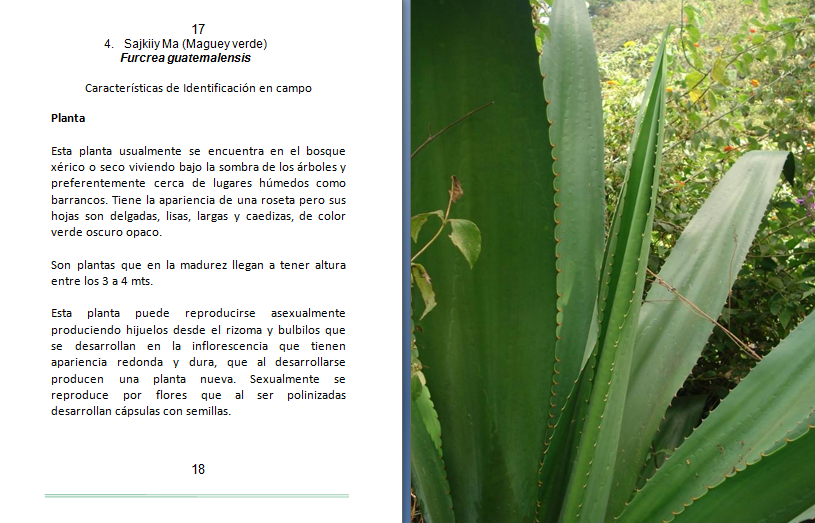 17
4. Sajkiiy Ma (Maguey verde)
Furcrea guatemalensis
Características de Identificación en campo
Planta
Esta planta usualmente se encuentra en el bosque
xérico o seco viviendo bajo la sombra de los árboles y
preferentemente cerca de lugares húmedos como
barrancos. Tiene la apariencia de una roseta pero sus
hojas son delgadas, lisas, largas y caedizas, de color
verde oscuro opaco.
Son plantas que en la madurez llegan a tener altura
entre los 3 a 4 mts.
Esta planta puede reproducirse asexualmente
produciendo hijuelos desde el rizoma y bulbilos que
se desarrollan en la inflorescencia que tienen
apariencia redonda y dura, que al desarrollarse
producen una planta nueva. Sexualmente se
reproduce por flores que al ser polinizadas
desarrollan cápsulas con semillas.
18